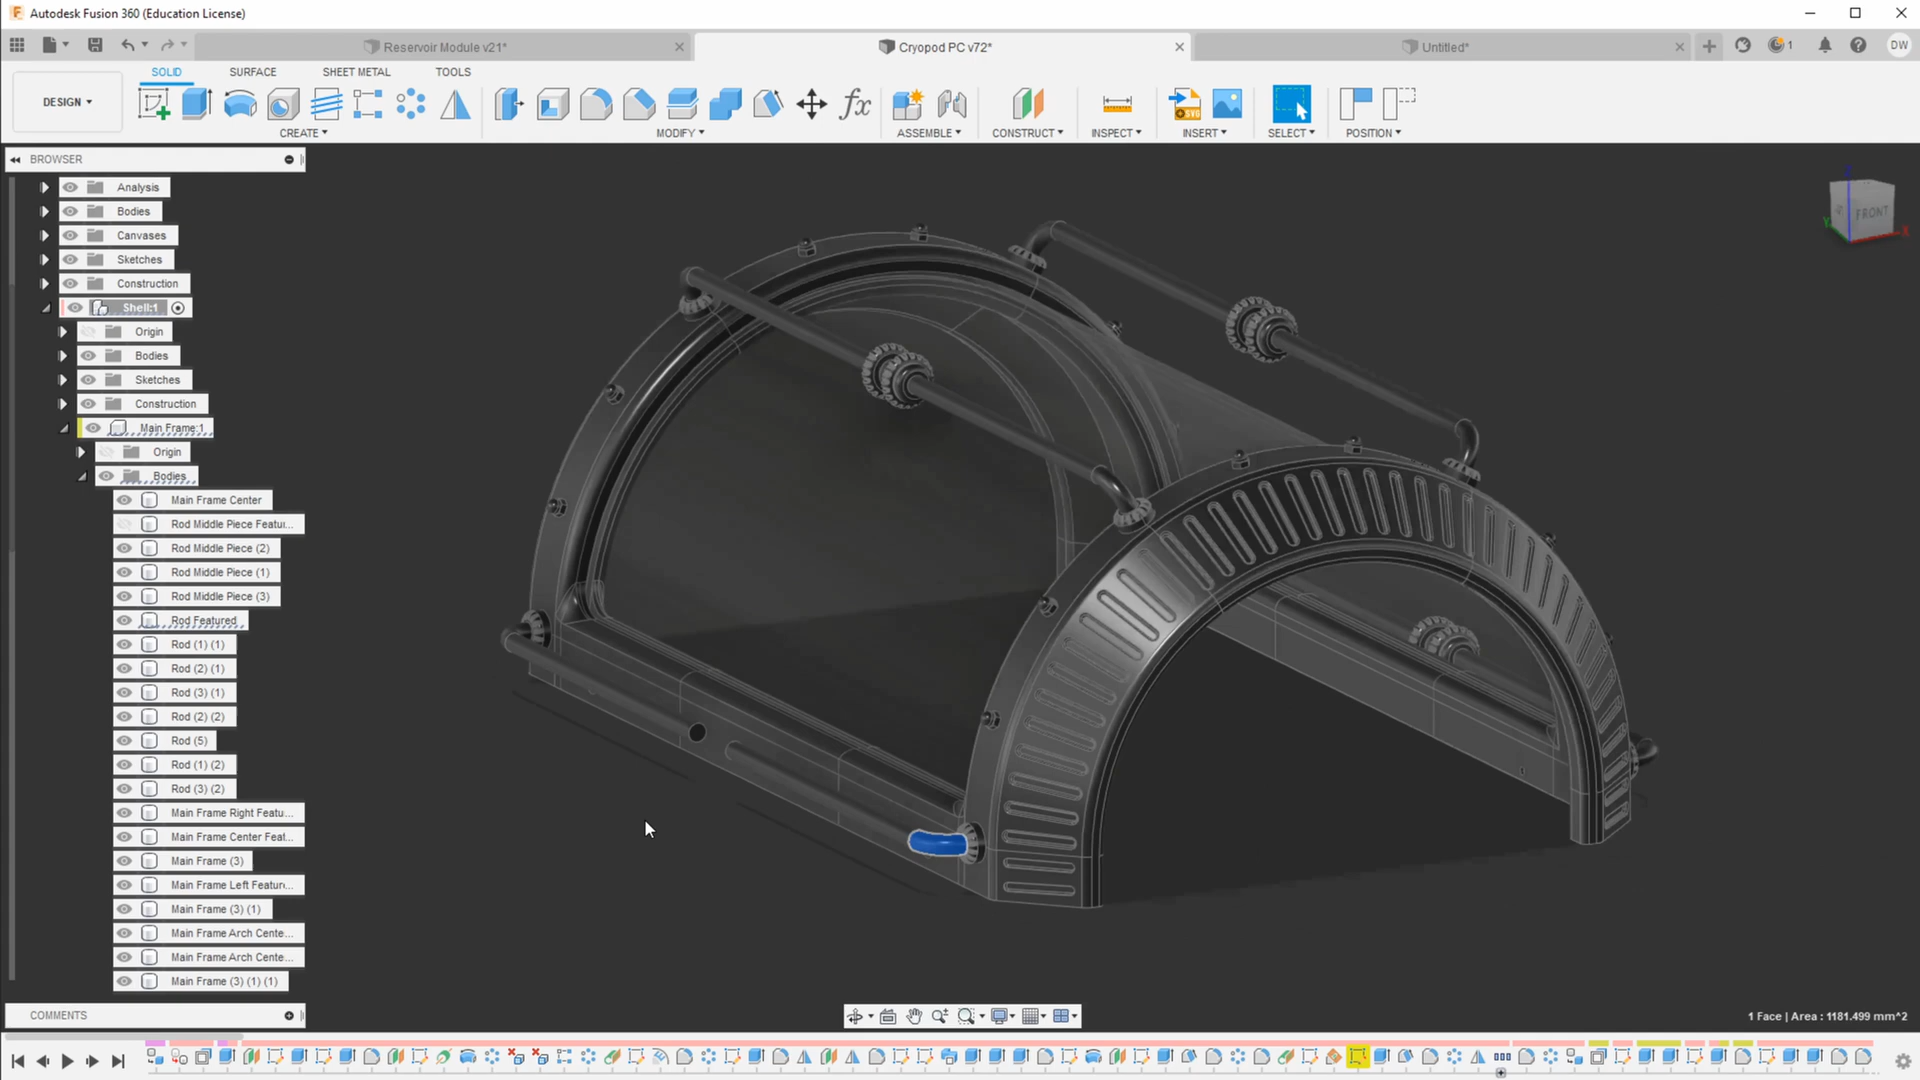 Autodesk Fusion 360 (Education License)
Reservoir Module v21*
Cryopod PC v72*
Untitled*
1
DW
DESIGN
SOLID
SURFACE
SHEET METAL
TOOLS
CREATE
MODIFY
ASSEMBLE
CONSTRUCT
INSPECT
INSERT
SELECT
POSITION
BROWSER
Analysis
Bodies
Canvases
Sketches
Construction
Shell:1
Origin
Bodies
Sketches
Construction
Main Frame:1
Origin
Bodies
Main Frame Center
Rod Middle Piece Featu...
Rod Middle Piece (2)
Rod Middle Piece (1)
Rod Middle Piece (3)
Rod Featured
Rod (1) (1)
Rod (2) (1)
Rod (3) (1)
Rod (2) (2)
Rod (5)
Rod (1) (2)
Rod (3) (2)
Main Frame Right Featu...
Main Frame Center Feat...
Main Frame (3)
Main Frame Left Featur...
Main Frame (3) (1)
Main Frame Arch Cente...
Main Frame Arch Cente...
Main Frame (3) (1) (1)
FRONT
Z
Y
X
COMMENTS
1 Face | Area : 1181.499 mm^2